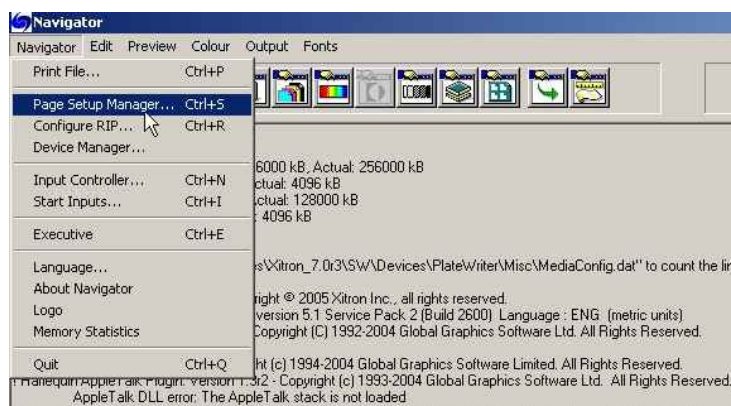 Navigator
Navigator Edit Preview Colour Output Fonts
Print File... Ctrl+P
Page Setup Manager... Ctrl+S
Configure RIP... Ctrl+R
Device Manager...
Input Controller... Ctrl+N
Start Inputs... Ctrl+I
Executive Ctrl+E
Language...
About Navigator
Logo
Memory Statistics
Quit Ctrl+Q
6000 kB, Actual: 256000 kB
ctual: 4096 kB
ctual: 128000 kB
: 4096 kB
s\Xitron_7.0r3\SW\Devices\PlateWriter\Misc\MediaConfig.dat" to count the lin
right © 2005 Xitron Inc., all rights reserved.
version 5.1 Service Pack 2 (Build 2600) Language : ENG (metric units)
Copyright (C) 1992-2004 Global Graphics Software Ltd. All Rights Reserved.
ht (c) 1994-2004 Global Graphics Software Limited. All Rights Reserved.
Harlequin AppleTalk Plugin. Version 1.3r2 - Copyright (c) 1993-2004 Global Graphics Software Ltd. All Rights Reserved.
AppleTalk DLL error: The AppleTalk stack is not loaded